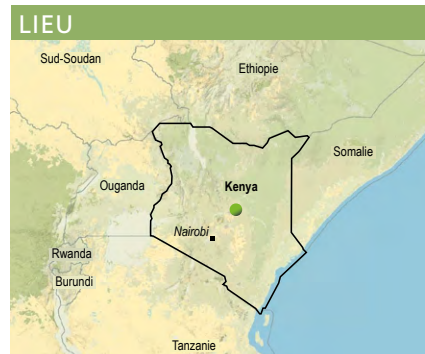 LIEU
Sud-Soudan
Ethiopie
Somalie
Ouganda
Kenya
Nairobi
Rwanda
Burundi
Tanzanie